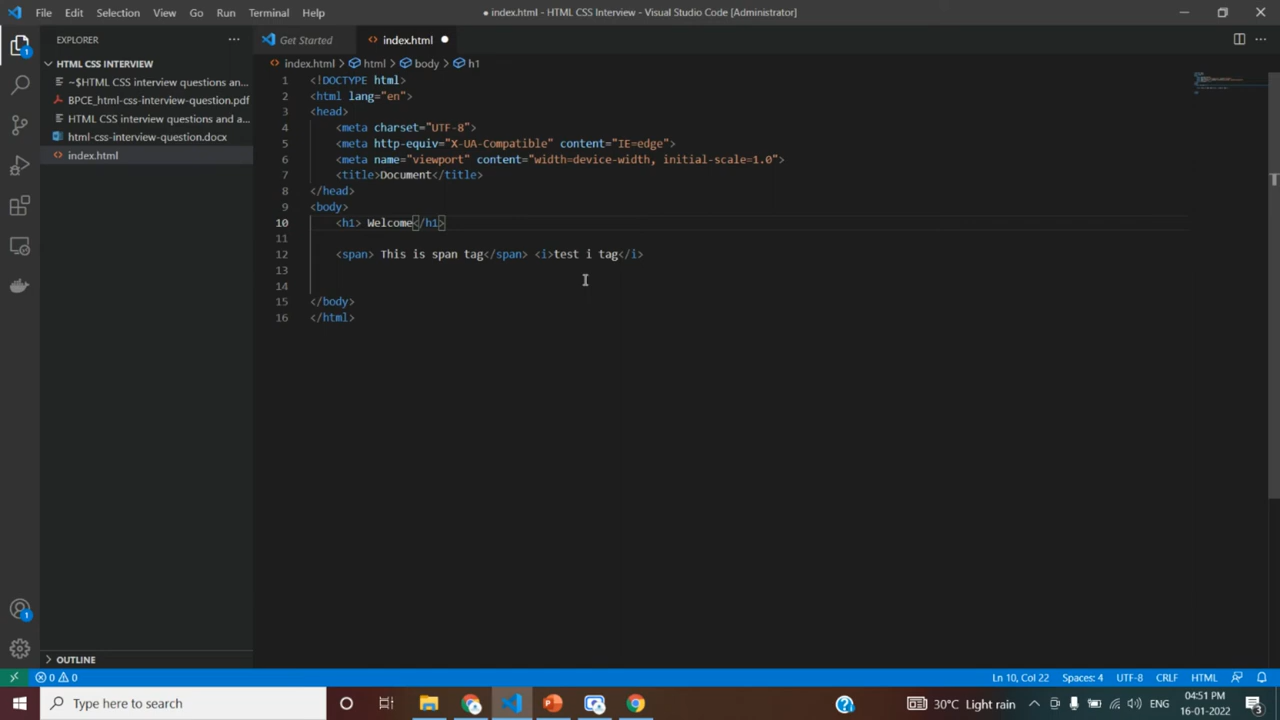 File Edit Selection View Go Run Terminal Help
● index.html - HTML CSS Interview - Visual Studio Code [Administrator]
EXPLORER
HTML CSS INTERVIEW
~$HTML CSS interview questions an...
BPCE_html-css-interview-question.pdf
HTML CSS interview questions and a...
html-css-interview-question.docx
index.html
OUTLINE
Get Started
index.html ●
index.html > html > body > h1
1 <!DOCTYPE html>
2 <html lang="en">
3 <head>
4 <meta charset="UTF-8">
5 <meta http-equiv="X-UA-Compatible" content="IE=edge">
6 <meta name="viewport" content="width=device-width, initial-scale=1.0">
7 <title>Document</title>
8 </head>
9 <body>
10 <h1> Welcome</h1>
11
12 <span> This is span tag</span> <i>test i tag</i>
13
14
15 </body>
16 </html>
0 0
Ln 10, Col 22 Spaces: 4 UTF-8 CRLF HTML
Type here to search
30°C Light rain
ENG
04:51 PM
16-01-2022
3
1
1